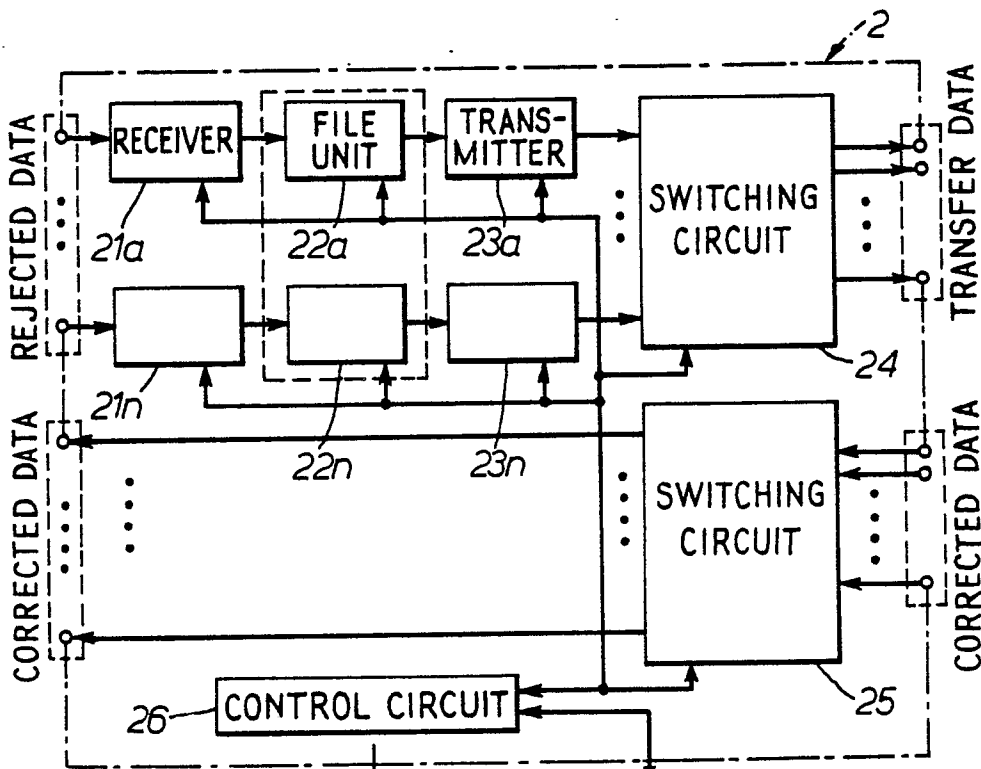 2
REJECTED DATA
RECEIVER
FILE
UNIT
TRANS-
MITTER
SWITCHING
CIRCUIT
TRANSFER DATA
21a
22a
23a
24
21n
22n
23n
CORRECTED DATA
SWITCHING
CIRCUIT
CORRECTED DATA
25
26
CONTROL CIRCUIT